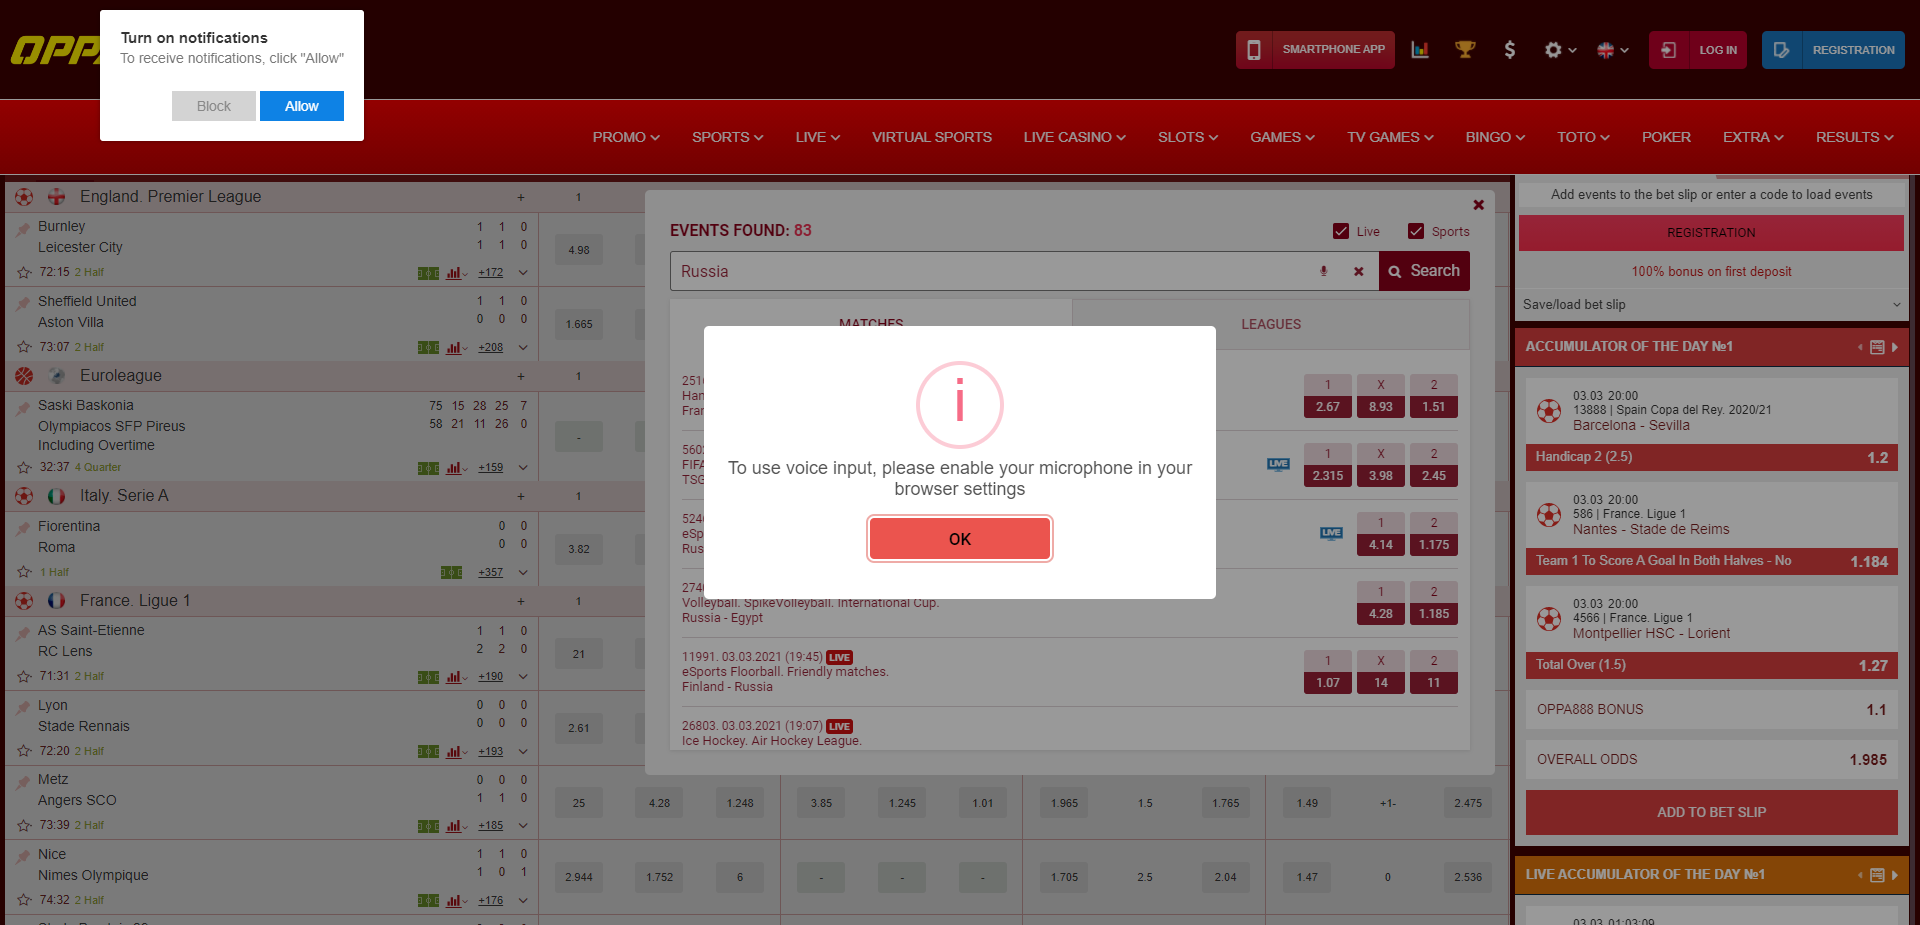 OPPA
Turn on notifications
To receive notifications, click "Allow"
Block
Allow
SMARTPHONE APP
LOG IN
REGISTRATION
PROMO
SPORTS
LIVE
VIRTUAL SPORTS
LIVE CASINO
SLOTS
GAMES
TV GAMES
BINGO
TOTO
POKER
EXTRA
RESULTS
England. Premier League + 1
Burnley 1 1 0
Leicester City 1 1 0
4.98
72:15 2 Half +172
Sheffield United 1 1 0
Aston Villa 0 0 0
1.665
73:07 2 Half +208
Euroleague + 1
Saski Baskonia 75 15 28 25 7
Olympiacos SFP Pireus 58 21 11 26 0
Including Overtime
-
32:37 4 Quarter +159
Italy. Serie A + 1
Fiorentina 0 0
Roma 0 0
3.82
1 Half +357
France. Ligue 1 + 1
AS Saint-Etienne 1 1 0
RC Lens 2 2 0
21
71:31 2 Half +190
Lyon 0 0 0
Stade Rennais 0 0 0
2.61
72:20 2 Half +193
Metz 0 0 0
Angers SCO 1 1 0
25 4.28 1.248 3.85 1.245 1.01 1.965 1.5 1.765 1.49 +1- 2.475
73:39 2 Half +185
Nice 1 1 0
Nimes Olympique 1 0 1
2.944 1.752 6 - - - 1.705 2.5 2.04 1.47 0 2.536
74:32 2 Half +176
EVENTS FOUND: 83
Live
Sports
Russia
Search
MATCHES
LEAGUES
2516
Han
Fran
1 X 2
2.67 8.93 1.51
5602
FIFA
TSG
LIVE
1 X 2
2.315 3.98 2.45
5246
eSp
Rus
LIVE
1 2
4.14 1.175
2746
Volleyball. SpikeVolleyball. International Cup.
Russia - Egypt
1 2
4.28 1.185
11991. 03.03.2021 (19:45) LIVE
eSports Floorball. Friendly matches.
Finland - Russia
1 X 2
1.07 14 11
26803. 03.03.2021 (19:07) LIVE
Ice Hockey. Air Hockey League.
i
To use voice input, please enable your microphone in your
browser settings
OK
Add events to the bet slip or enter a code to load events
REGISTRATION
100% bonus on first deposit
Save/load bet slip
ACCUMULATOR OF THE DAY №1
03.03 20:00
13888 | Spain Copa del Rey. 2020/21
Barcelona - Sevilla
Handicap 2 (2.5) 1.2
03.03 20:00
586 | France. Ligue 1
Nantes - Stade de Reims
Team 1 To Score A Goal In Both Halves - No 1.184
03.03 20:00
4566 | France. Ligue 1
Montpellier HSC - Lorient
Total Over (1.5) 1.27
OPPA888 BONUS 1.1
OVERALL ODDS 1.985
ADD TO BET SLIP
LIVE ACCUMULATOR OF THE DAY №1
03.03 01:03:09